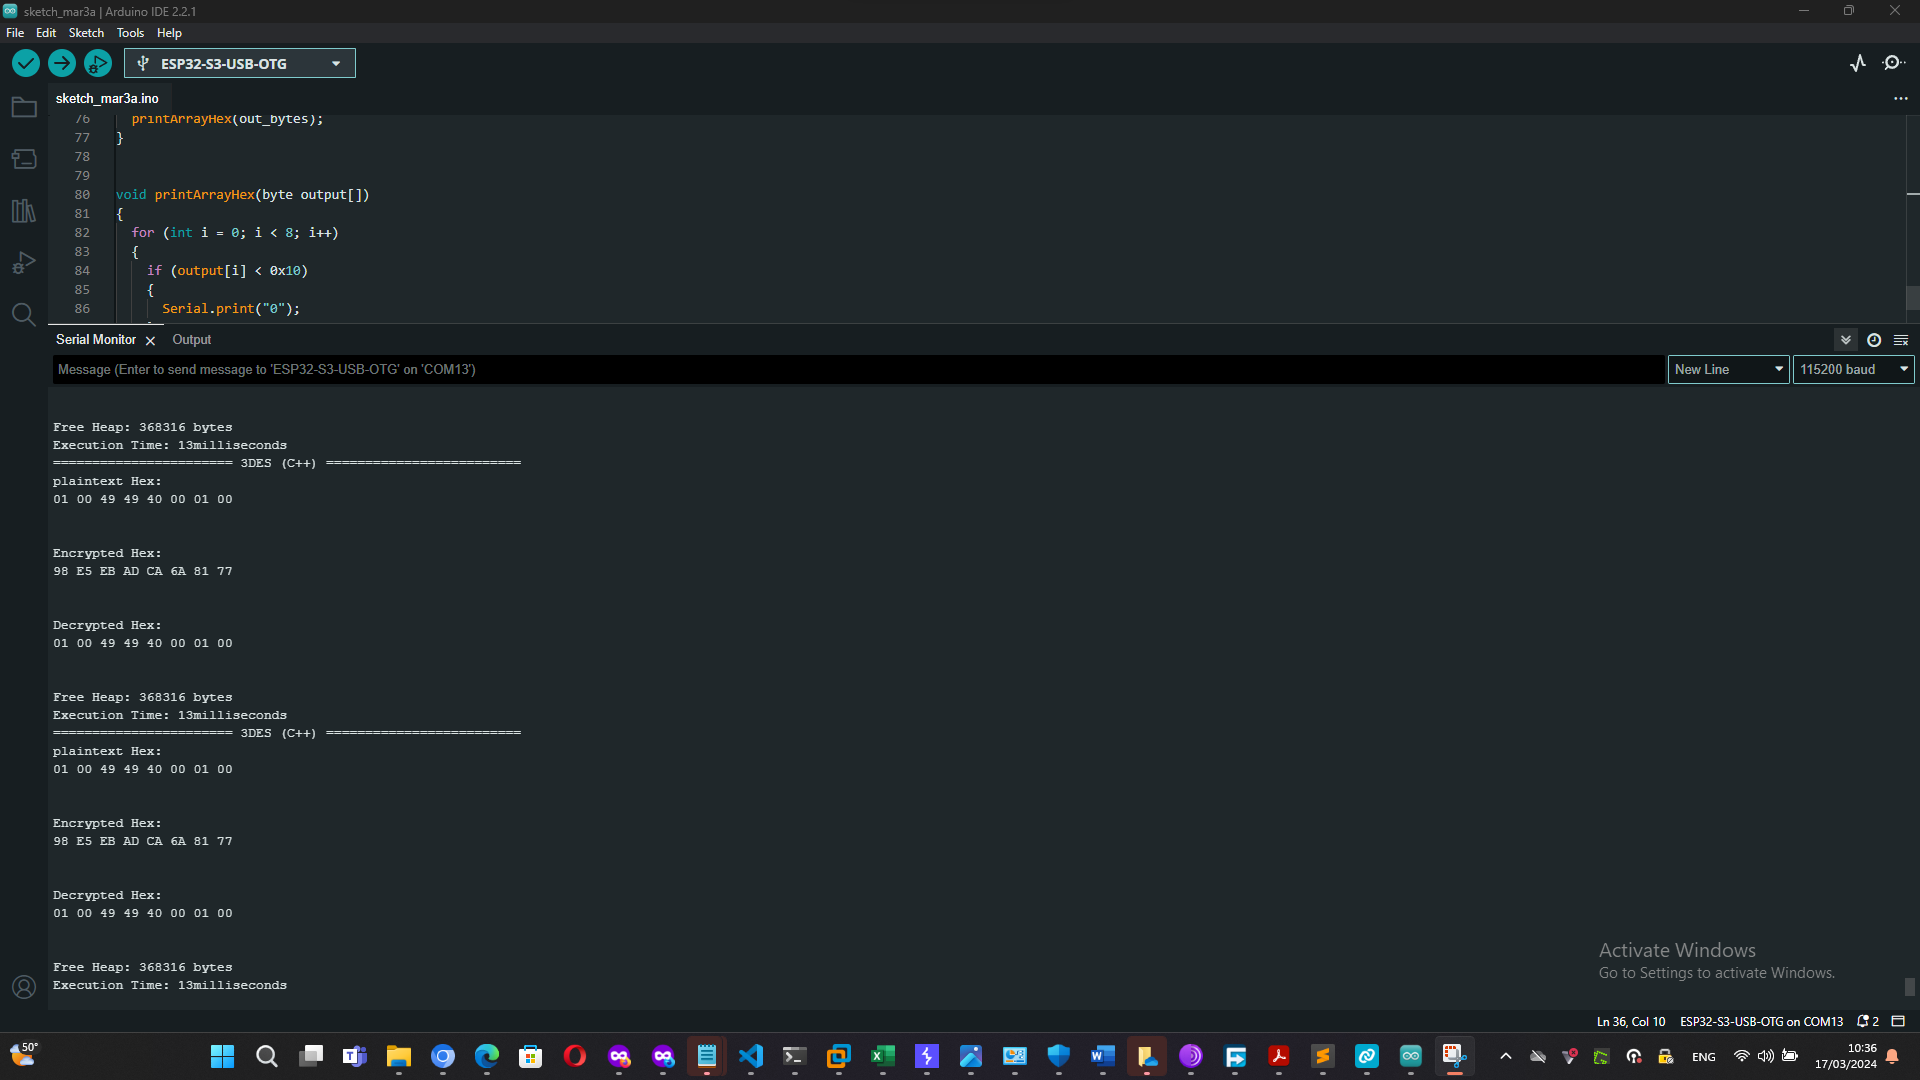 sketch_mar3a | Arduino IDE 2.2.1
File Edit Sketch Tools Help
ESP32-S3-USB-OTG
sketch_mar3a.ino
76 printArrayHex(out_bytes);
77 }
78
79
80 void printArrayHex(byte output[])
81 {
82 for (int i = 0; i < 8; i++)
83 {
84 if (output[i] < 0x10)
85 {
86 Serial.print("0");
Serial Monitor Output
Message (Enter to send message to 'ESP32-S3-USB-OTG' on 'COM13') New Line 115200 baud
Free Heap: 368316 bytes
Execution Time: 13milliseconds
======================= 3DES (C++) =========================
plaintext Hex:
01 00 49 49 40 00 01 00
Encrypted Hex:
98 E5 EB AD CA 6A 81 77
Decrypted Hex:
01 00 49 49 40 00 01 00
Free Heap: 368316 bytes
Execution Time: 13milliseconds
======================= 3DES (C++) =========================
plaintext Hex:
01 00 49 49 40 00 01 00
Encrypted Hex:
98 E5 EB AD CA 6A 81 77
Decrypted Hex:
01 00 49 49 40 00 01 00
Free Heap: 368316 bytes
Execution Time: 13milliseconds
Activate Windows
Go to Settings to activate Windows.
Ln 36, Col 10 ESP32-S3-USB-OTG on COM13 2
50°
ENG
10:36
17/03/2024